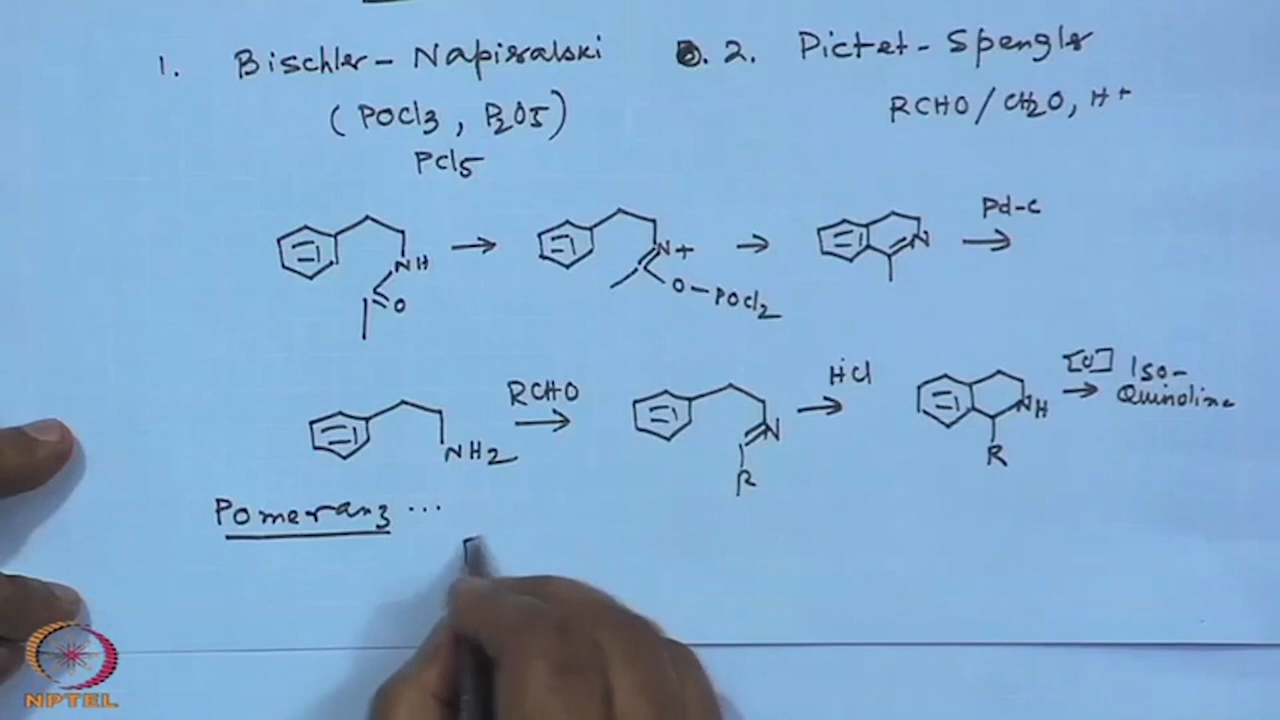 1. Bischler - Napiralski
(POCl3, P2O5)
PCl5
2. Pictet - Spengler
RCHO/CH2O, H+
N H
O
N+
O - POCl2
N
Pd-C
NH2
RCHO
N
R
HCl
NH
R
[O] Iso-
Quinoline
Pomeranz ...
NPTEL